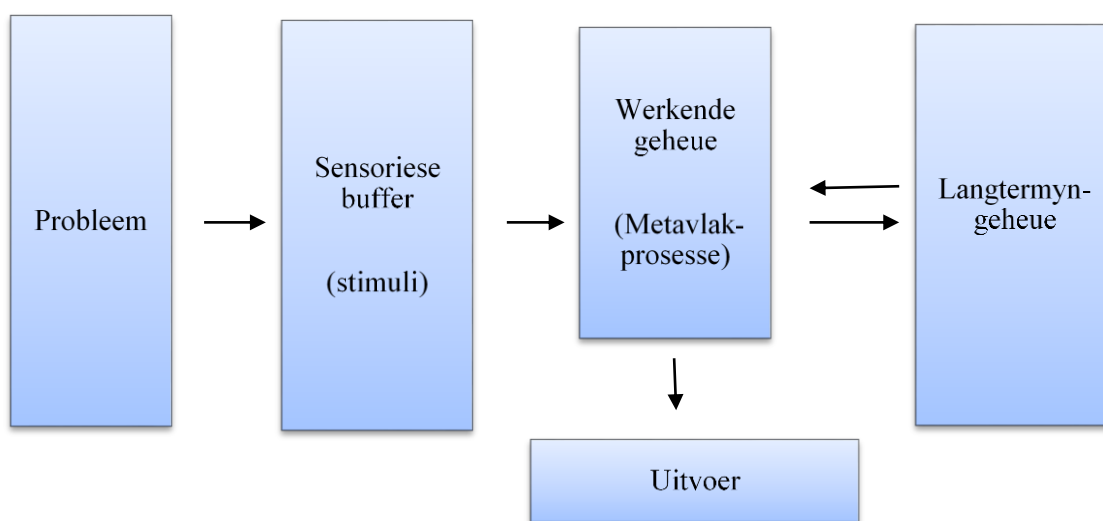 Probleem
Sensoriese
buffer
(stimuli)
Werkende
geheue
(Metavlak-
prosesse)
Langtermyn-
geheue
Uitvoer